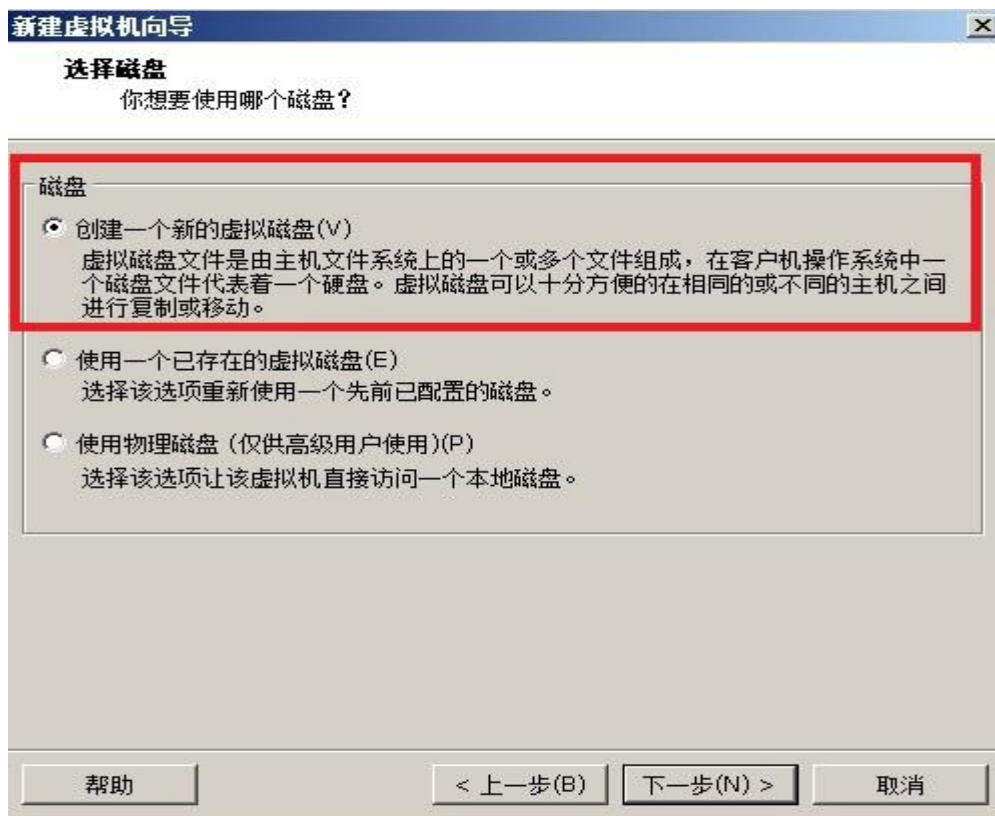 新建虚拟机向导
选择磁盘
你想要使用哪个磁盘?
磁盘
创建一个新的虚拟磁盘(V)
虚拟磁盘文件是由主机文件系统上的一个或多个文件组成，在客户机操作系统中一
个磁盘文件代表着一个硬盘。虚拟磁盘可以十分方便的在相同的或不同的主机之间
进行复制或移动。
使用一个已存在的虚拟磁盘(E)
选择该选项重新使用一个先前已配置的磁盘。
使用物理磁盘 (仅供高级用户使用)(P)
选择该选项让该虚拟机直接访问一个本地磁盘。
帮助 < 上一步(B) 下一步(N) > 取消